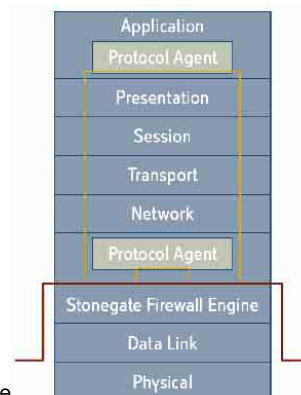 Application
Protocol Agent
Presentation
Session
Transport
Network
Protocol Agent
Stonegate Firewall Engine
Data Link
Physical
e